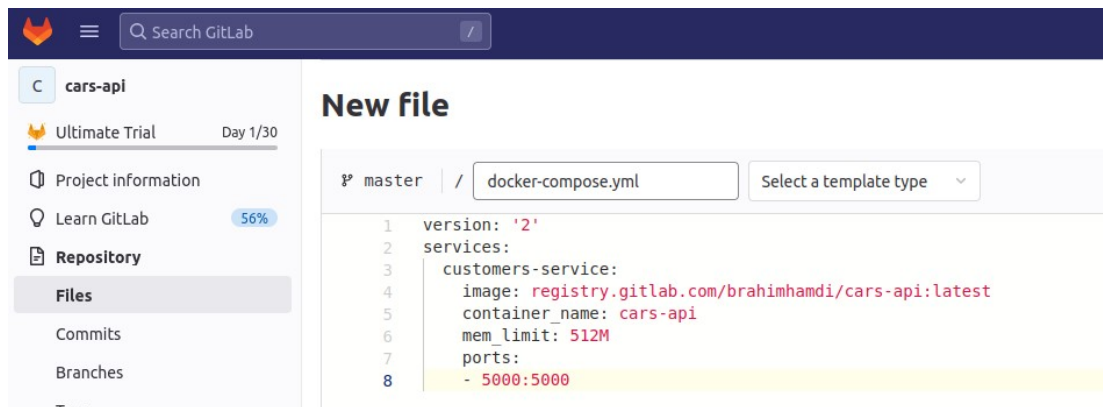 Search GitLab /
C cars-api
Ultimate Trial Day 1/30
Project information
Learn GitLab 56%
Repository
Files
Commits
Branches
New file
master / docker-compose.yml Select a template type
1 version: '2'
2 services:
3 customers-service:
4 image: registry.gitlab.com/brahimhamdi/cars-api:latest
5 container_name: cars-api
6 mem_limit: 512M
7 ports:
8 - 5000:5000